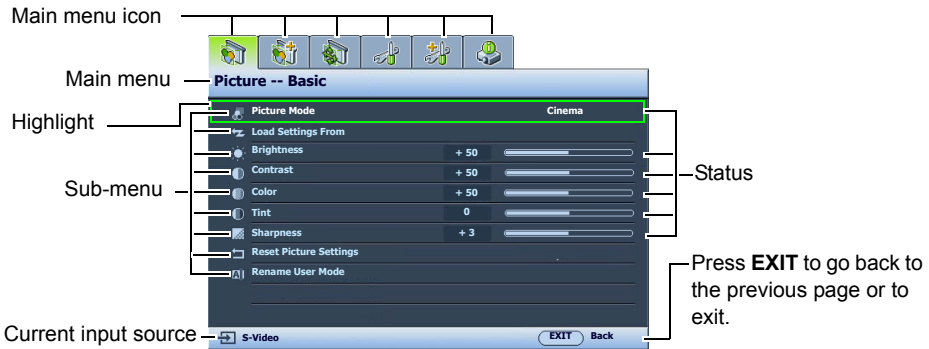 Main menu icon
Main menu
Picture -- Basic
Highlight
Picture Mode Cinema
Load Settings From
Brightness + 50
Contrast + 50
Status
Sub-menu
Color + 50
Tint 0
Sharpness + 3
Reset Picture Settings
AI Rename User Mode
Press EXIT to go back to
the previous page or to
exit.
Current input source
S-Video EXIT Back